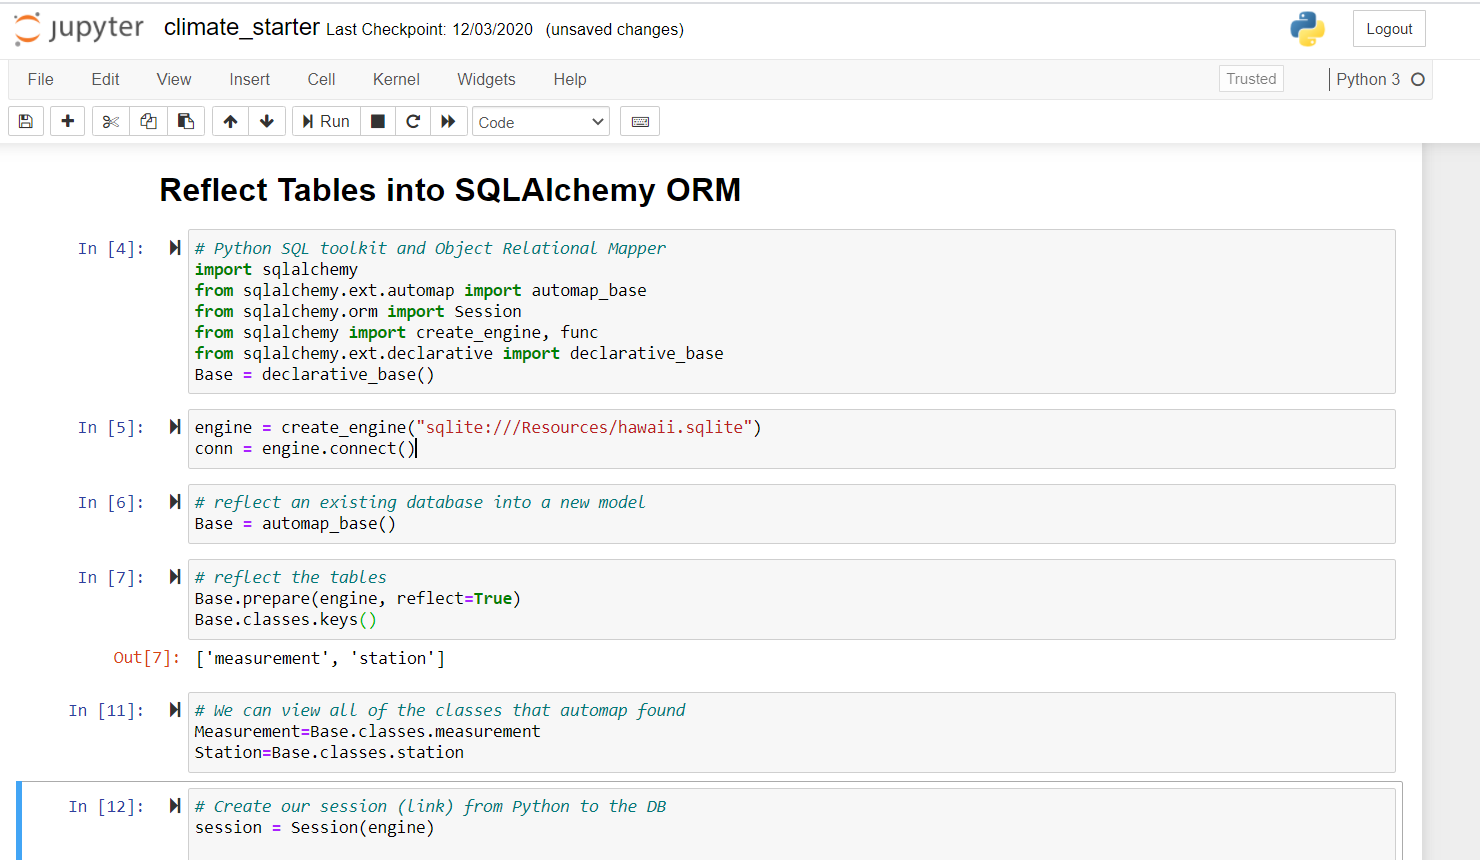 jupyter climate_starter Last Checkpoint: 12/03/2020 (unsaved changes) Logout
File Edit View Insert Cell Kernel Widgets Help Trusted Python 3
Run Code
Reflect Tables into SQLAlchemy ORM
In [4]: # Python SQL toolkit and Object Relational Mapper
import sqlalchemy
from sqlalchemy.ext.automap import automap_base
from sqlalchemy.orm import Session
from sqlalchemy import create_engine, func
from sqlalchemy.ext.declarative import declarative_base
Base = declarative_base()
In [5]: engine = create_engine("sqlite:///Resources/hawaii.sqlite")
conn = engine.connect()
In [6]: # reflect an existing database into a new model
Base = automap_base()
In [7]: # reflect the tables
Base.prepare(engine, reflect=True)
Base.classes.keys()
Out[7]: ['measurement', 'station']
In [11]: # We can view all of the classes that automap found
Measurement=Base.classes.measurement
Station=Base.classes.station
In [12]: # Create our session (link) from Python to the DB
session = Session(engine)